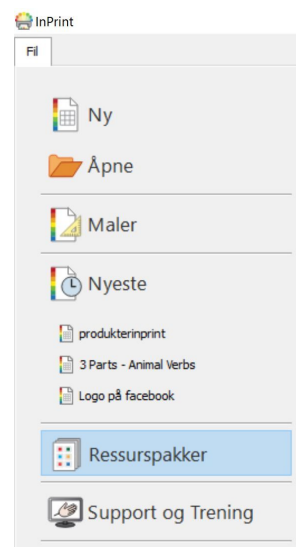 InPrint
Fil
Ny
Åpne
Maler
Nyeste
produkterinprint
3 Parts - Animal Verbs
Logo på facebook
Ressurspakker
Support og Trening